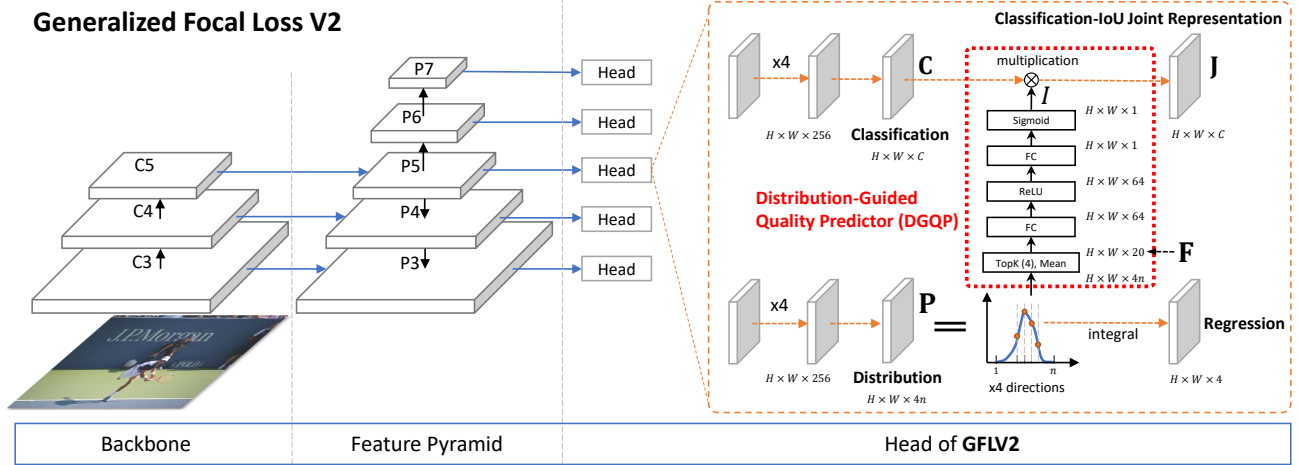 Generalized Focal Loss V2
C5
C4
C3
P7
P6
P5
P4
P3
Head
Head
Head
Head
Head
J.P.Morgan
POLO
Classification-IoU Joint Representation
x4
C
multiplication
⊗
J
I
H × W × 256
Classification
H × W × C
H × W × C
Sigmoid
H × W × 1
FC
H × W × 1
ReLU
H × W × 64
FC
H × W × 64
TopK (4), Mean
H × W × 20
F
H × W × 4n
Distribution-Guided
Quality Predictor (DGQP)
x4
P
=
H × W × 256
Distribution
H × W × 4n
1
n
x4 directions
integral
Regression
H × W × 4
Backbone
Feature Pyramid
Head of GFLV2